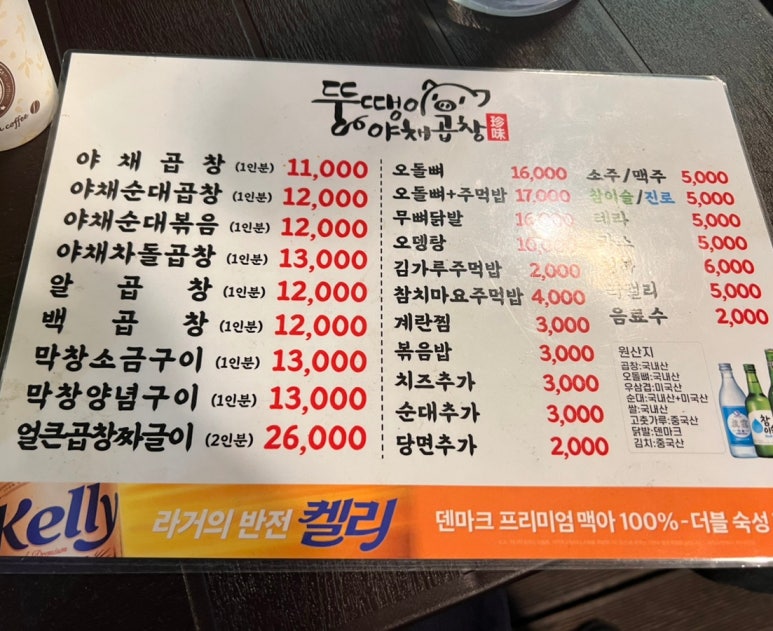 뚱땡이
야채곱창
珍味
야채곱창 (1인분) 11,000
야채순대곱창 (1인분) 12,000
야채순대볶음 (1인분) 12,000
야채차돌곱창 (1인분) 13,000
알곱창 (1인분) 12,000
백곱창 (1인분) 12,000
막창소금구이 (1인분) 13,000
막창양념구이 (1인분) 13,000
얼큰곱창짜글이 (2인분) 26,000
오돌뼈 16,000
오돌뼈+주먹밥 17,000
무뼈닭발
오뎅탕
김가루주먹밥 2,000
참치마요주먹밥 4,000
계란찜 3,000
볶음밥 3,000
치즈추가 3,000
순대추가 3,000
당면추가 2,000
소주/맥주 5,000
참이슬/진로 5,000
테라 5,000
5,000
6,000
5,000
음료수 2,000
원산지
곱창:국내산
오돌뼈:국내산
우삼겹:미국산
순대:국내산+미국산
쌀:국내산
고춧가루:중국산
닭발:덴마크
김치:중국산
Kelly
라거의 반전 켈리
덴마크 프리미엄 맥아 100%-더블 숙성
coffee